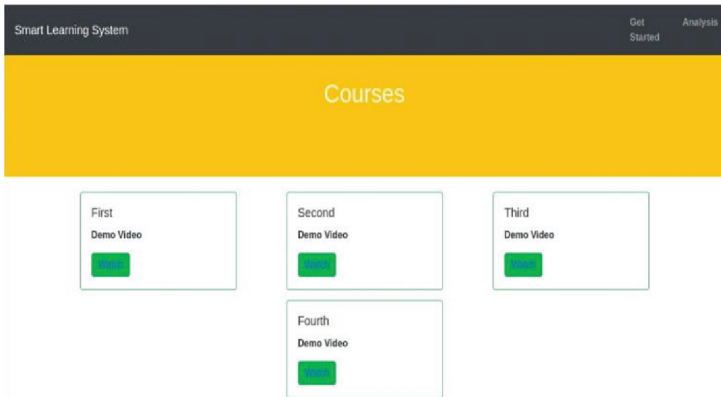 Smart Learning System
Get
Started
Analysis
Courses
First
Demo Video
Watch
Second
Demo Video
Watch
Third
Demo Video
Watch
Fourth
Demo Video
Watch